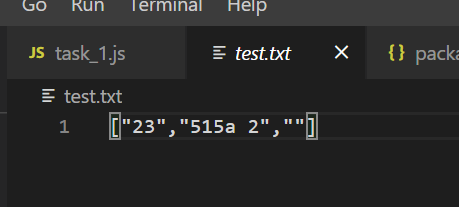 Go Run Terminal Help
JS task_1.js test.txt × {} packa
test.txt
1 ["23","515a 2",""]